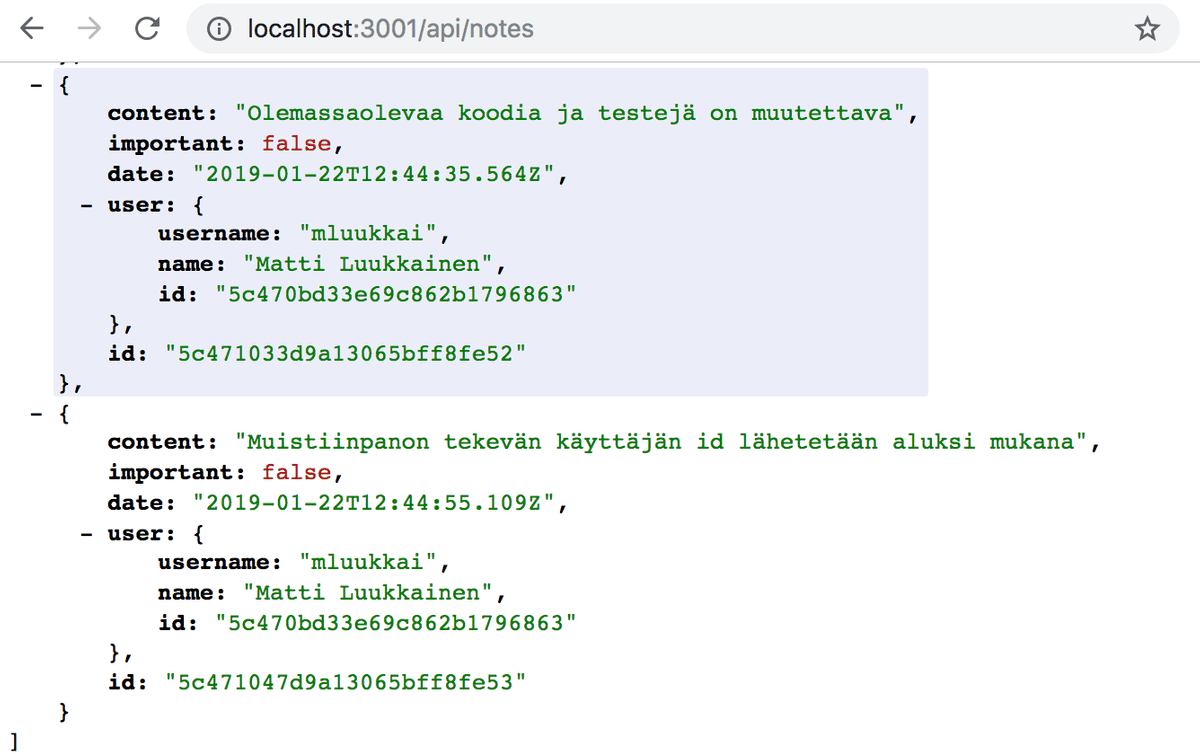 localhost:3001/api/notes
- {
content: "Olemassaolevaa koodia ja testejä on muutettava",
important: false,
date: "2019-01-22T12:44:35.564Z",
- user: {
username: "mluukkai",
name: "Matti Luukkainen",
id: "5c470bd33e69c862b1796863"
},
id: "5c471033d9a13065bff8fe52"
},
- {
content: "Muistiinpanon tekevän käyttäjän id lähetetään aluksi mukana",
important: false,
date: "2019-01-22T12:44:55.109Z",
- user: {
username: "mluukkai",
name: "Matti Luukkainen",
id: "5c470bd33e69c862b1796863"
},
id: "5c471047d9a13065bff8fe53"
}
]